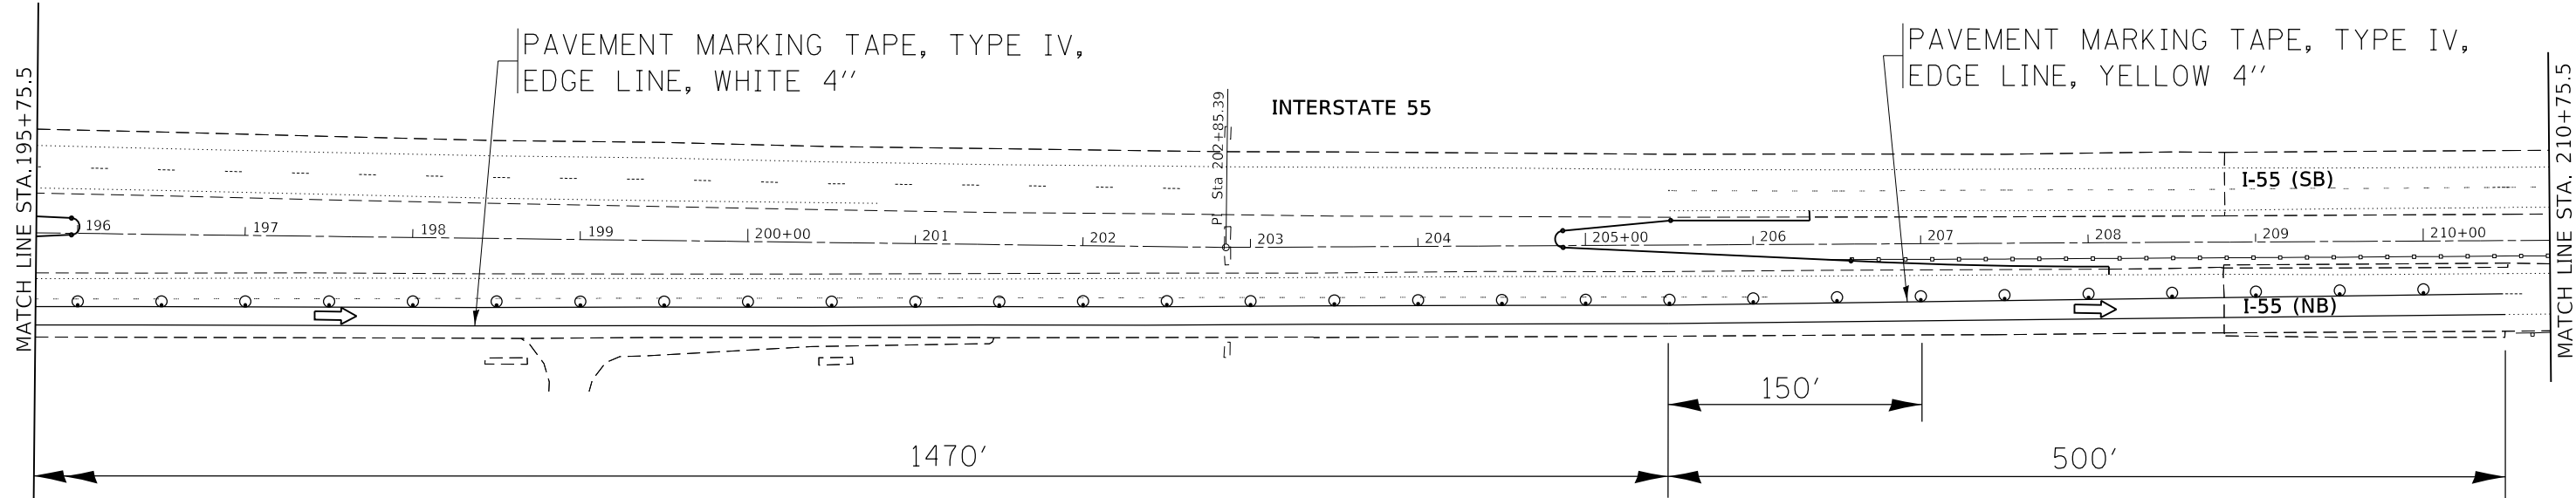 PAVEMENT MARKING TAPE, TYPE IV,
EDGE LINE, WHITE 4″
PAVEMENT MARKING TAPE, TYPE IV,
EDGE LINE, YELLOW 4″
INTERSTATE 55
MATCH LINE STA.195+75.5
PI Sta 202+85.39
MATCH LINE STA. 210+75.5
I-55 (SB)
196 197 198 199 200+00 201 202 203 204 205+00 206 207 208 209 210+00
I-55 (NB)
150′
1470′
500′